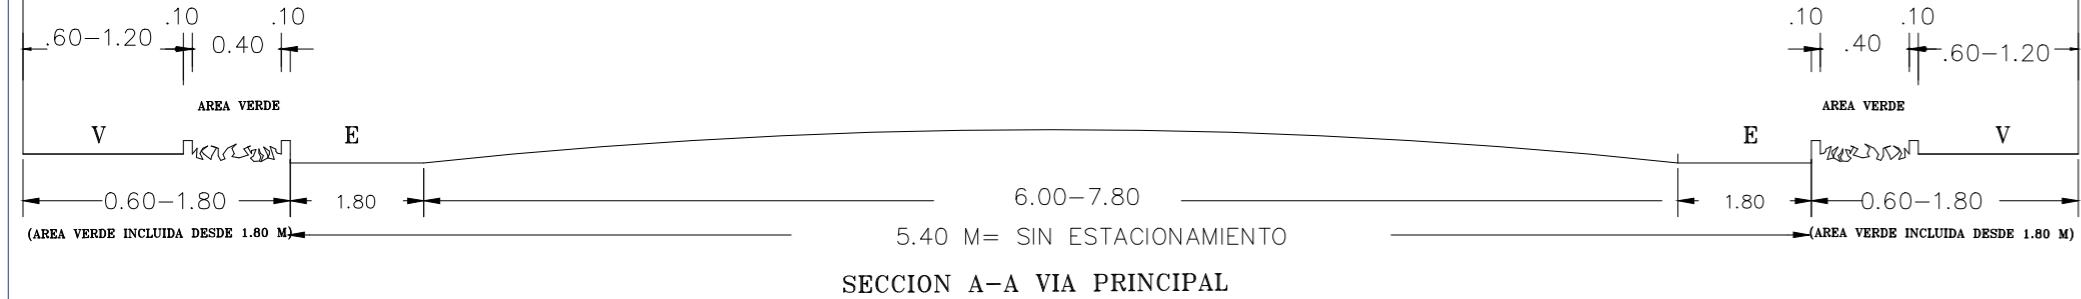 .10 .10 .10 .10
.60-1.20 0.40 .40 .60-1.20
AREA VERDE AREA VERDE
V E E V
0.60-1.80 1.80 6.00-7.80 1.80 0.60-1.80
(AREA VERDE INCLUIDA DESDE 1.80 M) 5.40 M= SIN ESTACIONAMIENTO (AREA VERDE INCLUIDA DESDE 1.80 M)
SECCION A-A VIA PRINCIPAL